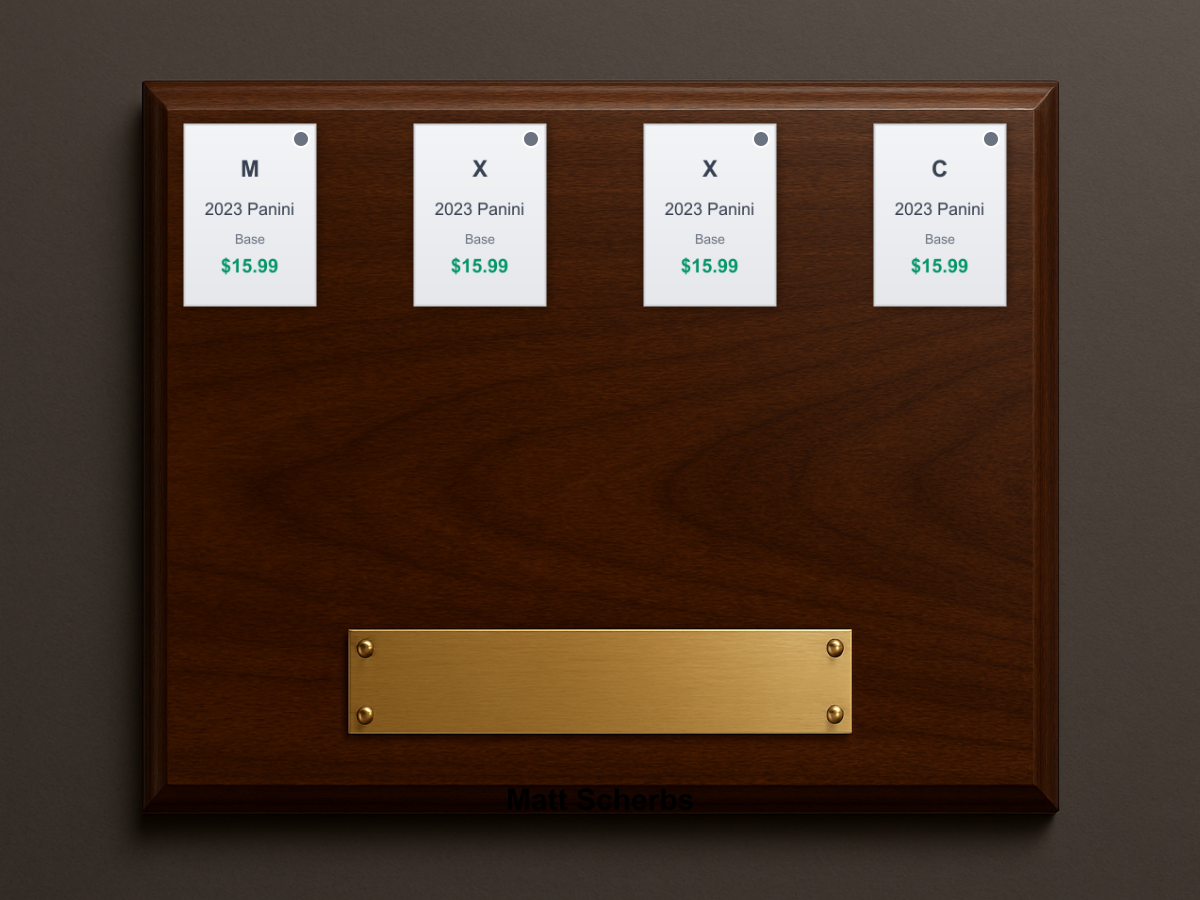 M
2023 Panini
Base
$15.99
X
2023 Panini
Base
$15.99
X
2023 Panini
Base
$15.99
C
2023 Panini
Base
$15.99
Matt Scherbs